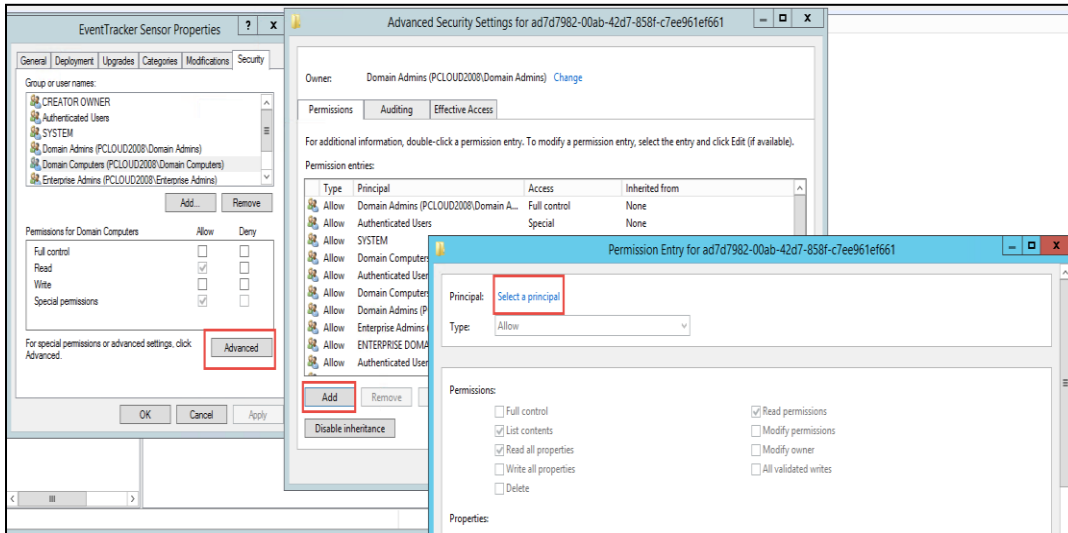 EventTracker Sensor Properties
? x
General Deployment Upgrades Categories Modifications Security
Group or user names:
CREATOR OWNER
Authenticated Users
SYSTEM
Domain Admins (PCLOUD2008\Domain Admins)
Domain Computers (PCLOUD2008\Domain Computers)
Enterprise Admins (PCLOUD2008\Enterprise Admins)
Add... Remove
Permissions for Domain Computers Allow Deny
Full control
Read
Write
Special permissions
For special permissions or advanced settings, click
Advanced.
Advanced
OK Cancel Apply
Advanced Security Settings for ad7d7982-00ab-42d7-858f-c7ee961ef661
x
Owner: Domain Admins (PCLOUD2008\Domain Admins) Change
Permissions Auditing Effective Access
For additional information, double-click a permission entry. To modify a permission entry, select the entry and click Edit (if available).
Permission entries:
Type Principal Access Inherited from
Allow Domain Admins (PCLOUD2008\Domain A... Full control None
Allow Authenticated Users Special None
Allow SYSTEM
Allow Domain Computers
Allow Authenticated User
Allow Domain Computers
Allow Domain Admins (P
Allow Enterprise Admins (
Allow ENTERPRISE DOMA
Allow Authenticated User
Add Remove
Disable inheritance
Permission Entry for ad7d7982-00ab-42d7-858f-c7ee961ef661
x
Principal: Select a principal
Type: Allow
Permissions:
Full control
List contents
Read all properties
Write all properties
Delete
Read permissions
Modify permissions
Modify owner
All validated writes
Properties: